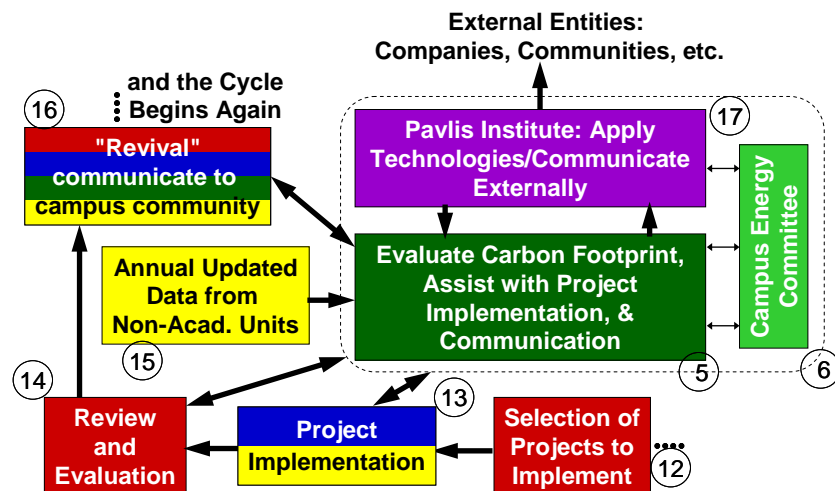 External Entities:
Companies, Communities, etc.
and the Cycle
Begins Again
16
17
"Revival"
communicate to
campus community
Pavlis Institute: Apply
Technologies/Communicate
Externally
Campus Energy
Committee
Annual Updated
Data from
Non-Acad. Units
15
Evaluate Carbon Footprint,
Assist with Project
Implementation, &
Communication
5
6
14
Review
and
Evaluation
13
Project
Implementation
Selection of
Projects to
Implement
12